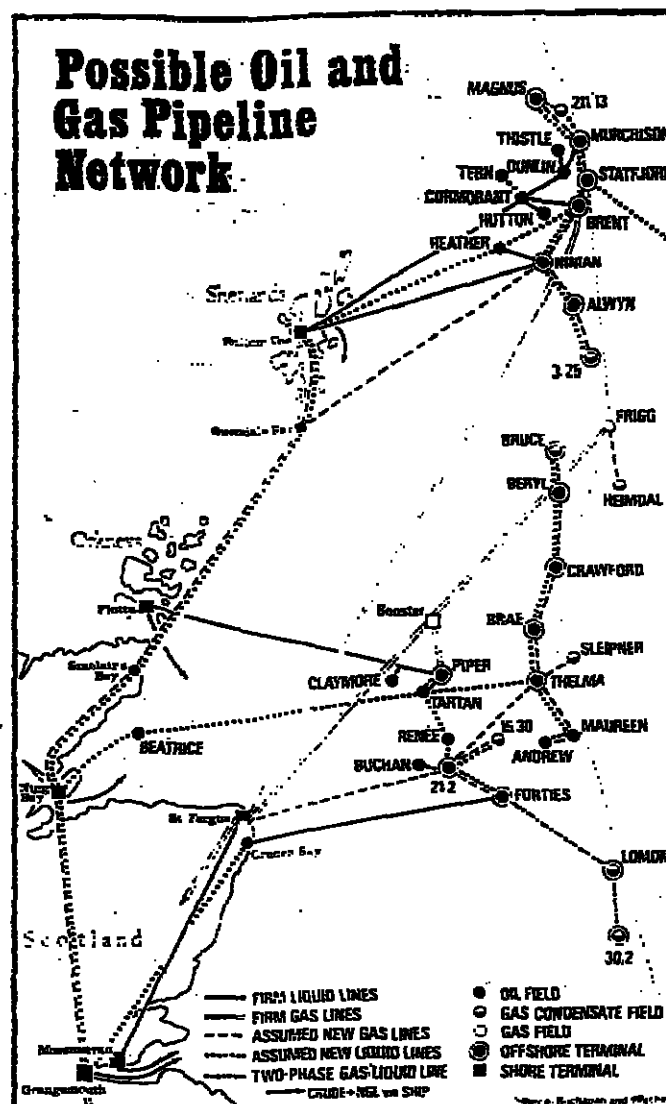 Possible Oil and
Gas Pipeline
Network
MAGNUS
211.13
MURCHISON
THISTLE
DUNLIN
TERN
STATFJORD
CORMORANT
HUTTON
BRENT
HEATHER
NINIAN
ALWYN
3.25
FRIGG
BRUCE
BERYL
HEIMDAL
Orkneys
CRAWFORD
Flotta
Booster
BRAE
SLEIPNER
Sinclair's
Bay
PIPER
CLAYMORE
THELMA
TARTAN
15.30
MAUREEN
BEATRICE
RENEE
ANDREW
BUCHAN
21.2
FORTIES
St Fergus
Cruden Bay
LOMON
Scotland
30.2
FIRM LIQUID LINES
FIRM GAS LINES
ASSUMED NEW GAS LINES
ASSUMED NEW LIQUID LINES
TWO-PHASE GAS/LIQUID LINE
CRUDE + NGL via SHIP
OIL FIELD
GAS CONDENSATE FIELD
GAS FIELD
OFFSHORE TERMINAL
SHORE TERMINAL
Grangemouth